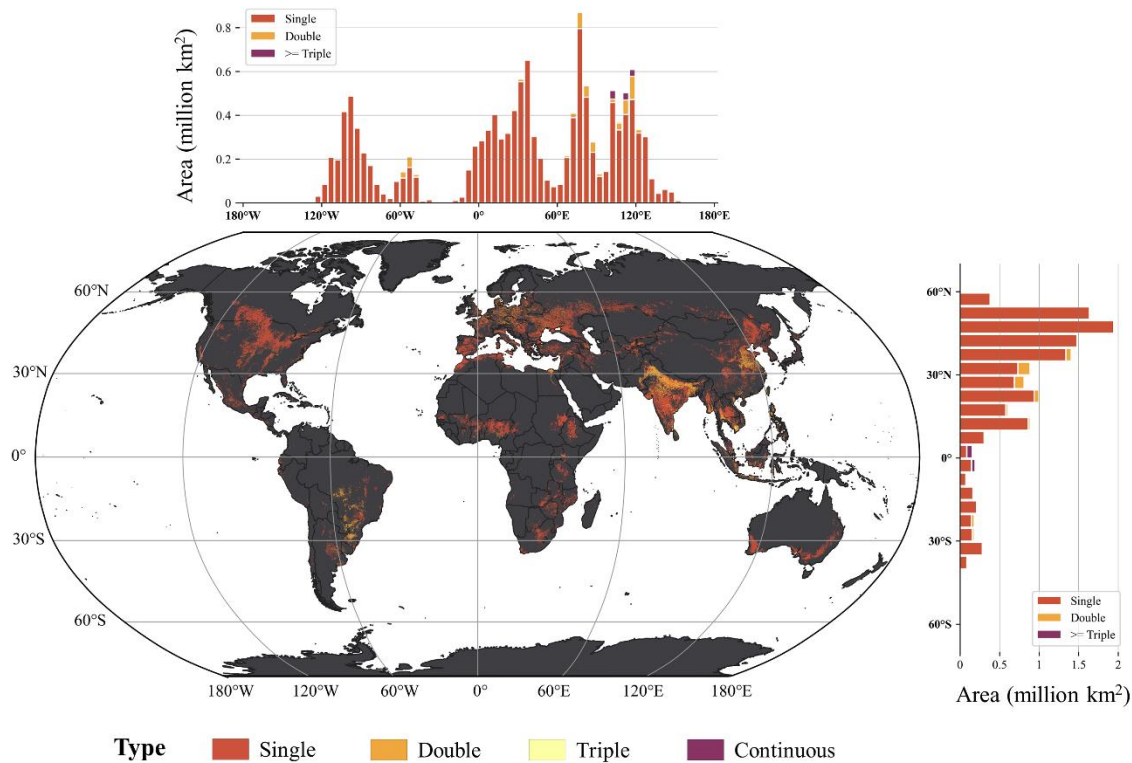 Single
Double
>= Triple
Area (million km²)
0.8
0.6
0.4
0.2
0
180°W
120°W
60°W
0°
60°E
120°E
180°E
60°N
30°N
0°
30°S
60°S
180°W
120°W
60°W
0°
60°E
120°E
180°E
60°N
30°N
0°
30°S
60°S
Single
Double
>= Triple
0
0.5
1
1.5
2
Area (million km²)
Type
Single
Double
Triple
Continuous